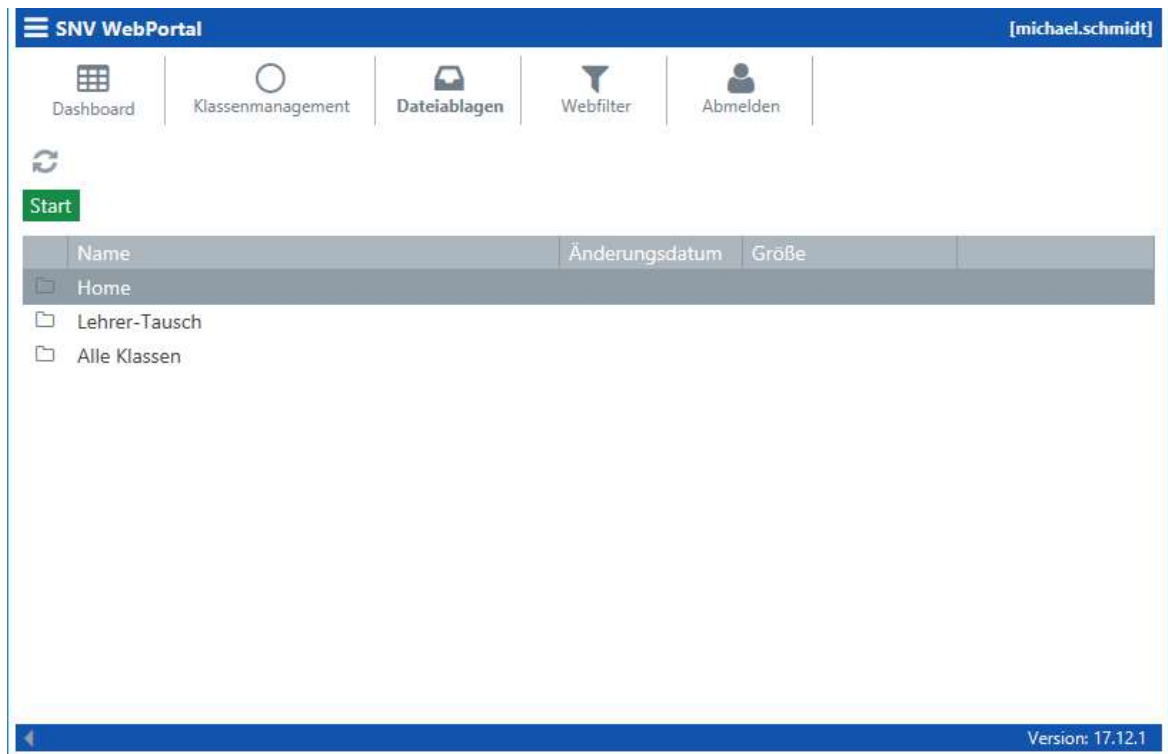 SNV WebPortal [michael.schmidt]
Dashboard Klassenmanagement Dateiablagen Webfilter Abmelden
Start
Name Änderungsdatum Größe
Home
Lehrer-Tausch
Alle Klassen
Version: 17.12.1